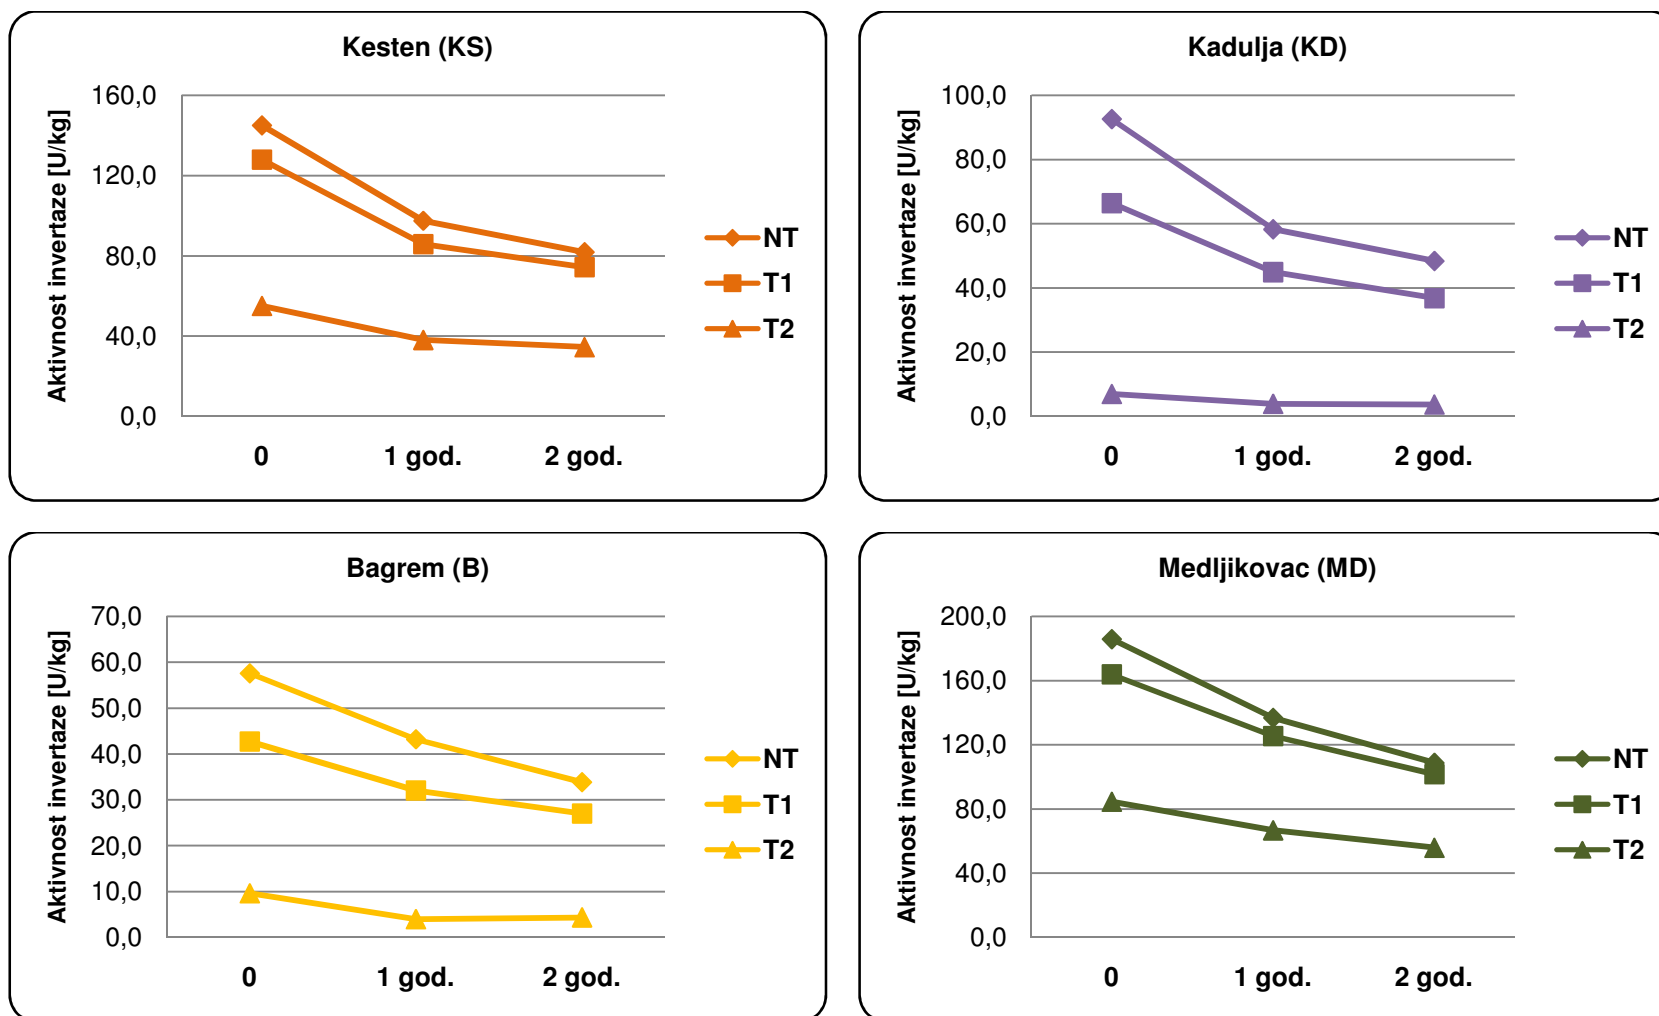 Kesten (KS)
Aktivnost invertaze [U/kg]
160,0
120,0
80,0
40,0
0,0
0 1 god. 2 god.
NT
T1
T2
Kadulja (KD)
Aktivnost invertaze [U/kg]
100,0
80,0
60,0
40,0
20,0
0,0
0 1 god. 2 god.
NT
T1
T2
Bagrem (B)
Aktivnost invertaze [U/kg]
70,0
60,0
50,0
40,0
30,0
20,0
10,0
0,0
0 1 god. 2 god.
NT
T1
T2
Medljikovac (MD)
Aktivnost invertaze [U/kg]
200,0
160,0
120,0
80,0
40,0
0,0
0 1 god. 2 god.
NT
T1
T2